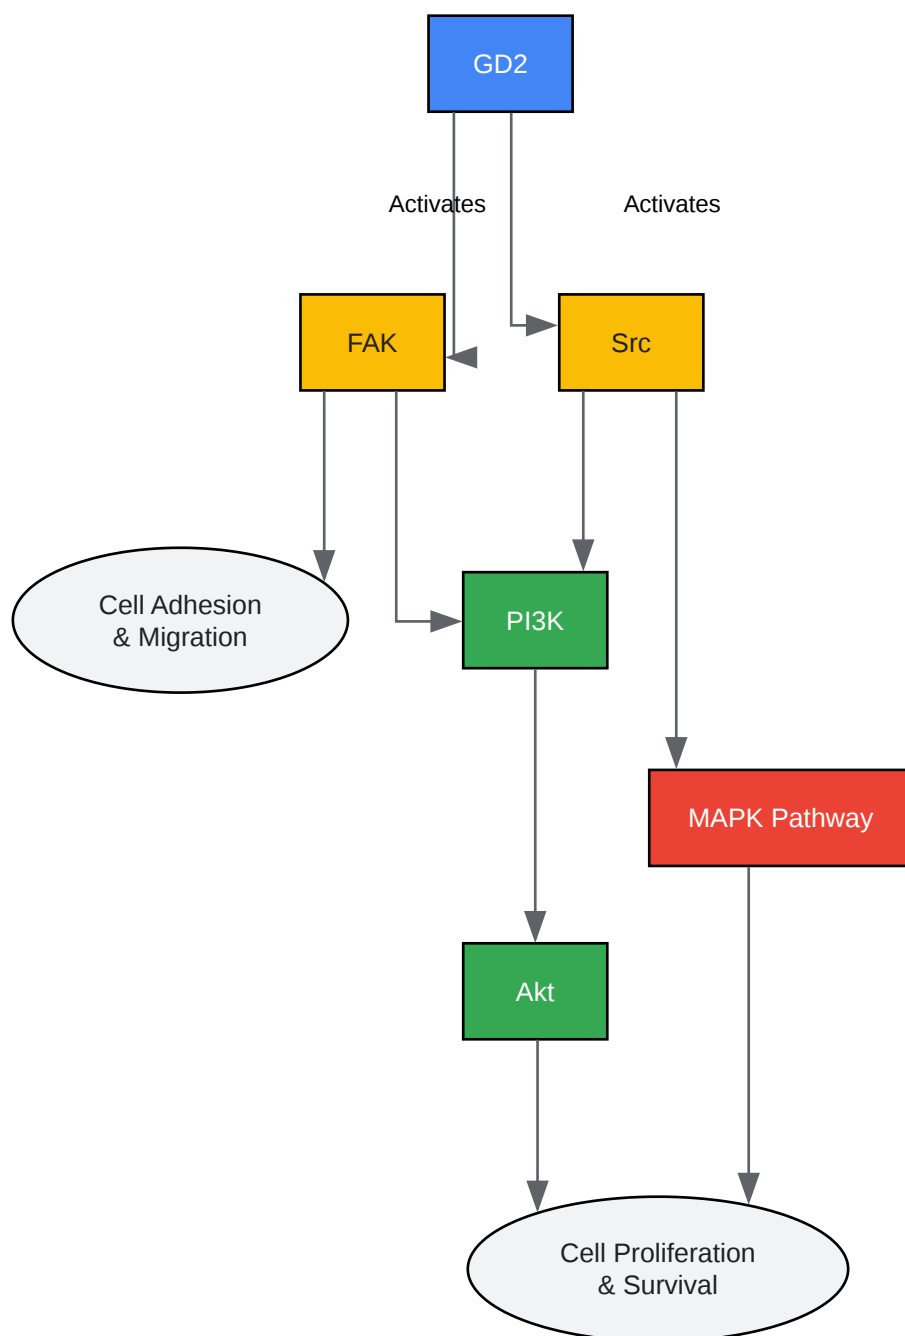 GD2
Activates
Activates
FAK
Src
Cell Adhesion
& Migration
PI3K
MAPK Pathway
Akt
Cell Proliferation
& Survival